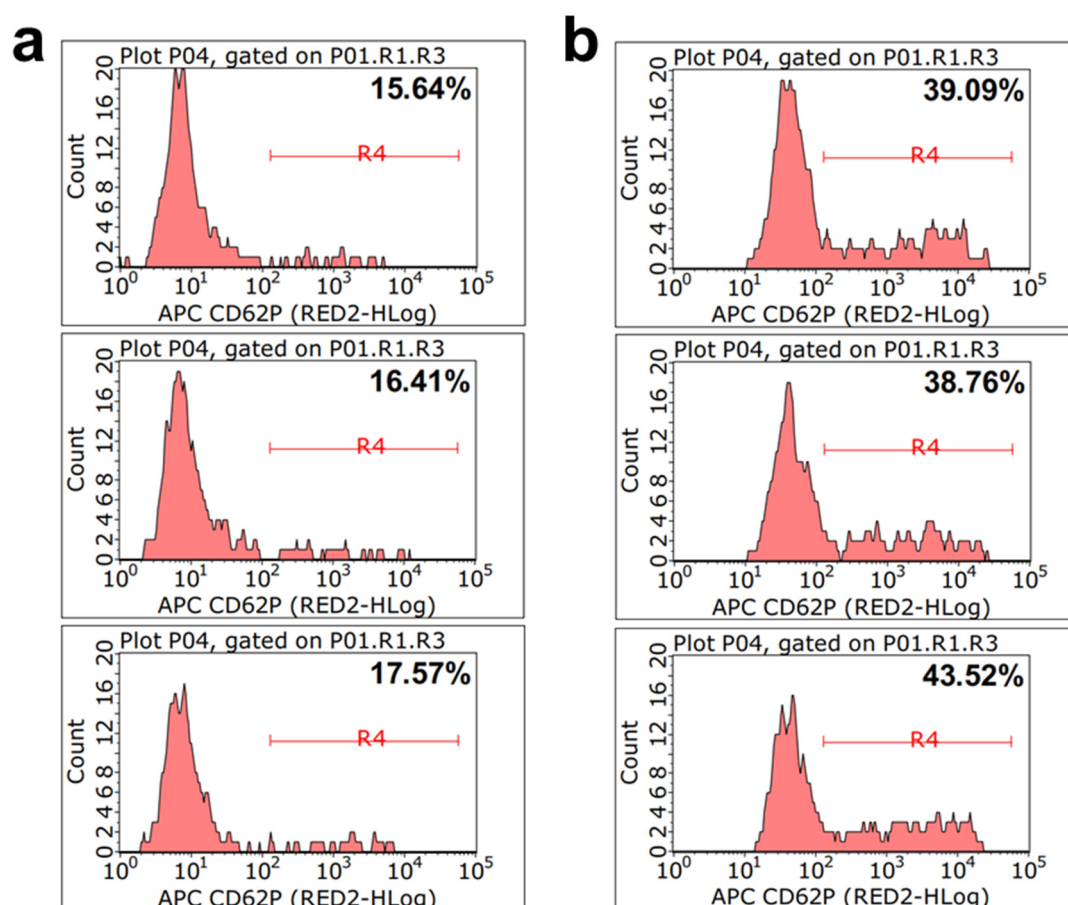 a
Plot P04, gated on P01.R1.R3
15.64%
R4
Count
0 2 4 6 8 12 16 20
10^0 10^1 10^2 10^3 10^4 10^5
APC CD62P (RED2-HLog)
Plot P04, gated on P01.R1.R3
16.41%
R4
Count
0 2 4 6 8 12 16 20
10^0 10^1 10^2 10^3 10^4 10^5
APC CD62P (RED2-HLog)
Plot P04, gated on P01.R1.R3
17.57%
R4
Count
0 2 4 6 8 12 16 20
10^0 10^1 10^2 10^3 10^4 10^5
APC CD62P (RED2-HLog)
b
Plot P04, gated on P01.R1.R3
39.09%
R4
Count
0 2 4 6 8 12 16 20
10^0 10^1 10^2 10^3 10^4 10^5
APC CD62P (RED2-HLog)
Plot P04, gated on P01.R1.R3
38.76%
R4
Count
0 2 4 6 8 12 16 20
10^0 10^1 10^2 10^3 10^4 10^5
APC CD62P (RED2-HLog)
Plot P04, gated on P01.R1.R3
43.52%
R4
Count
0 2 4 6 8 12 16 20
10^0 10^1 10^2 10^3 10^4 10^5
APC CD62P (RED2-HLog)